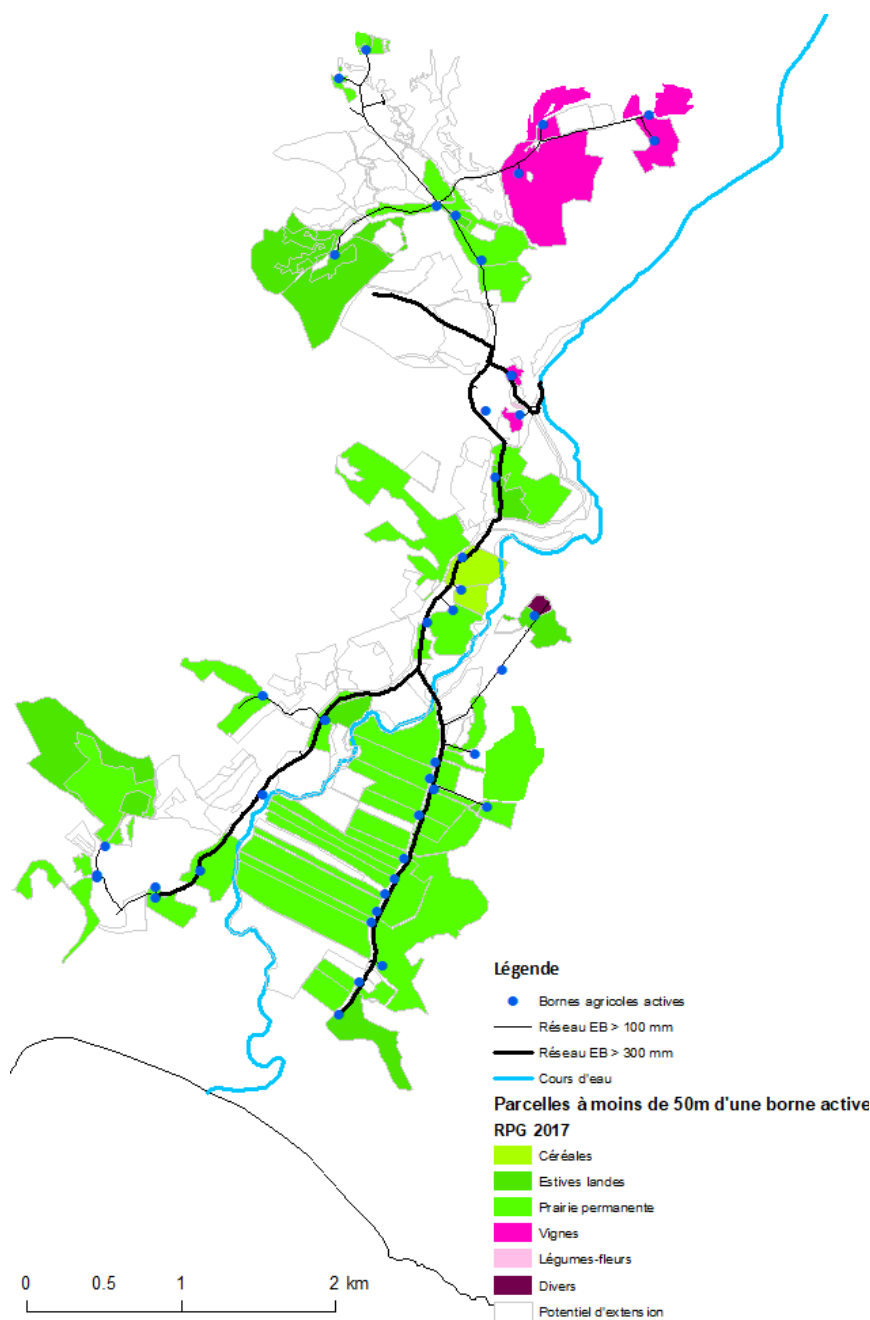 Légende
Bornes agricoles actives
Réseau EB > 100 mm
Réseau EB > 300 mm
Cours d'eau
Parcelles à moins de 50m d'une borne active
RPG 2017
Céréales
Estives landes
Prairie permanente
Vignes
Légumes-fleurs
Divers
Potentiel d'extension
0 0.5 1 2 km